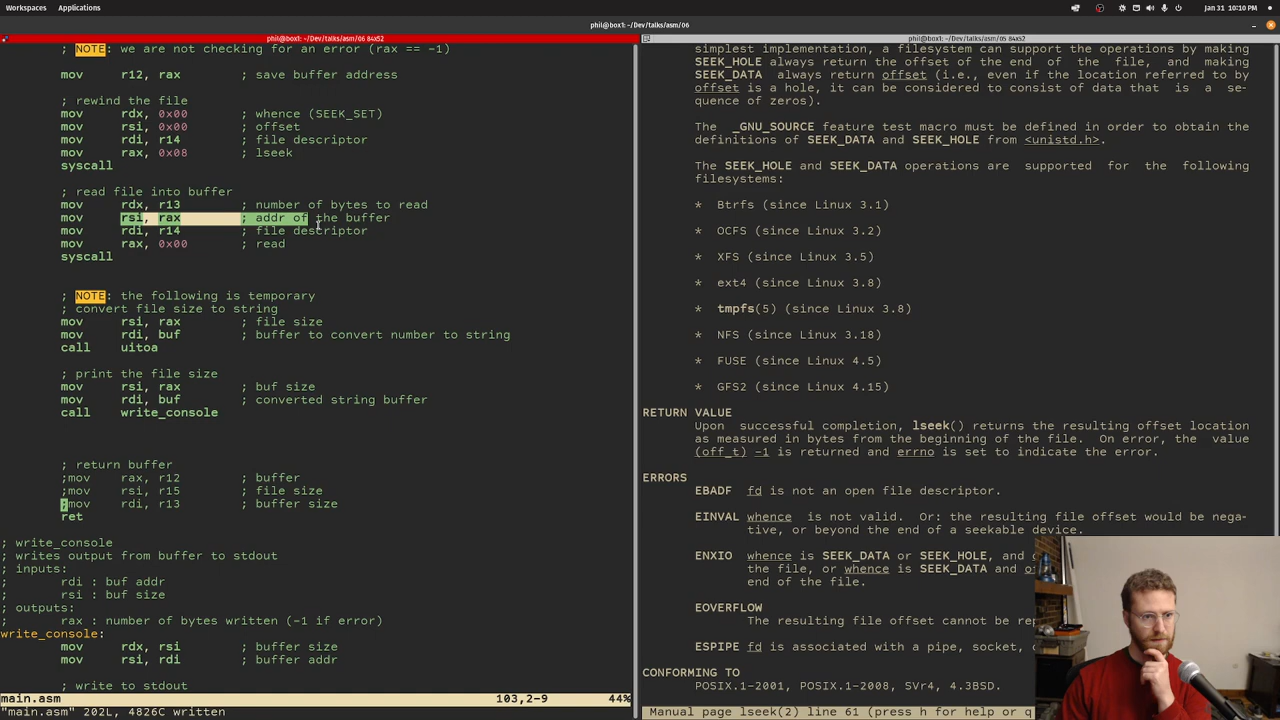 Workspaces Applications Jan 31 10:10 PM
phil@box1: ~/Dev/talks/asm/06
phil@box1: ~/Dev/talks/asm/06 84x52
; NOTE: we are not checking for an error (rax == -1)
mov r12, rax ; save buffer address
; rewind the file
mov rdx, 0x00 ; whence (SEEK_SET)
mov rsi, 0x00 ; offset
mov rdi, r14 ; file descriptor
mov rax, 0x08 ; lseek
syscall
; read file into buffer
mov rdx, r13 ; number of bytes to read
mov rsi, rax ; addr of the buffer
mov rdi, r14 ; file descriptor
mov rax, 0x00 ; read
syscall
; NOTE: the following is temporary
; convert file size to string
mov rsi, rax ; file size
mov rdi, buf ; buffer to convert number to string
call uitoa
; print the file size
mov rsi, rax ; buf size
mov rdi, buf ; converted string buffer
call write_console
; return buffer
;mov rax, r12 ; buffer
;mov rsi, r15 ; file size
;mov rdi, r13 ; buffer size
ret
; write_console
; writes output from buffer to stdout
; inputs:
; rdi : buf addr
; rsi : buf size
; outputs:
; rax : number of bytes written (-1 if error)
write_console:
mov rdx, rsi ; buffer size
mov rsi, rdi ; buffer addr
; write to stdout
main.asm 103,2-9 44%
"main.asm" 202L, 4826C written
phil@box1: ~/Dev/talks/asm/06 84x52
simplest implementation, a filesystem can support the operations by making
SEEK_HOLE always return the offset of the end of the file, and making
SEEK_DATA always return offset (i.e., even if the location referred to by
offset is a hole, it can be considered to consist of data that is a se-
quence of zeros).
The _GNU_SOURCE feature test macro must be defined in order to obtain the
definitions of SEEK_DATA and SEEK_HOLE from <unistd.h>.
The SEEK_HOLE and SEEK_DATA operations are supported for the following
filesystems:
* Btrfs (since Linux 3.1)
* OCFS (since Linux 3.2)
* XFS (since Linux 3.5)
* ext4 (since Linux 3.8)
* tmpfs(5) (since Linux 3.8)
* NFS (since Linux 3.18)
* FUSE (since Linux 4.5)
* GFS2 (since Linux 4.15)
RETURN VALUE
Upon successful completion, lseek() returns the resulting offset location
as measured in bytes from the beginning of the file. On error, the value
(off_t) -1 is returned and errno is set to indicate the error.
ERRORS
EBADF fd is not an open file descriptor.
EINVAL whence is not valid. Or: the resulting file offset would be nega-
tive, or beyond the end of a seekable device.
ENXIO whence is SEEK_DATA or SEEK_HOLE, and
the file, or whence is SEEK_DATA and
end of the file.
EOVERFLOW
The resulting file offset cannot be
ESPIPE fd is associated with a pipe, socket,
CONFORMING TO
POSIX.1-2001, POSIX.1-2008, SVr4, 4.3BSD.
Manual page lseek(2) line 61 (press h for help or q